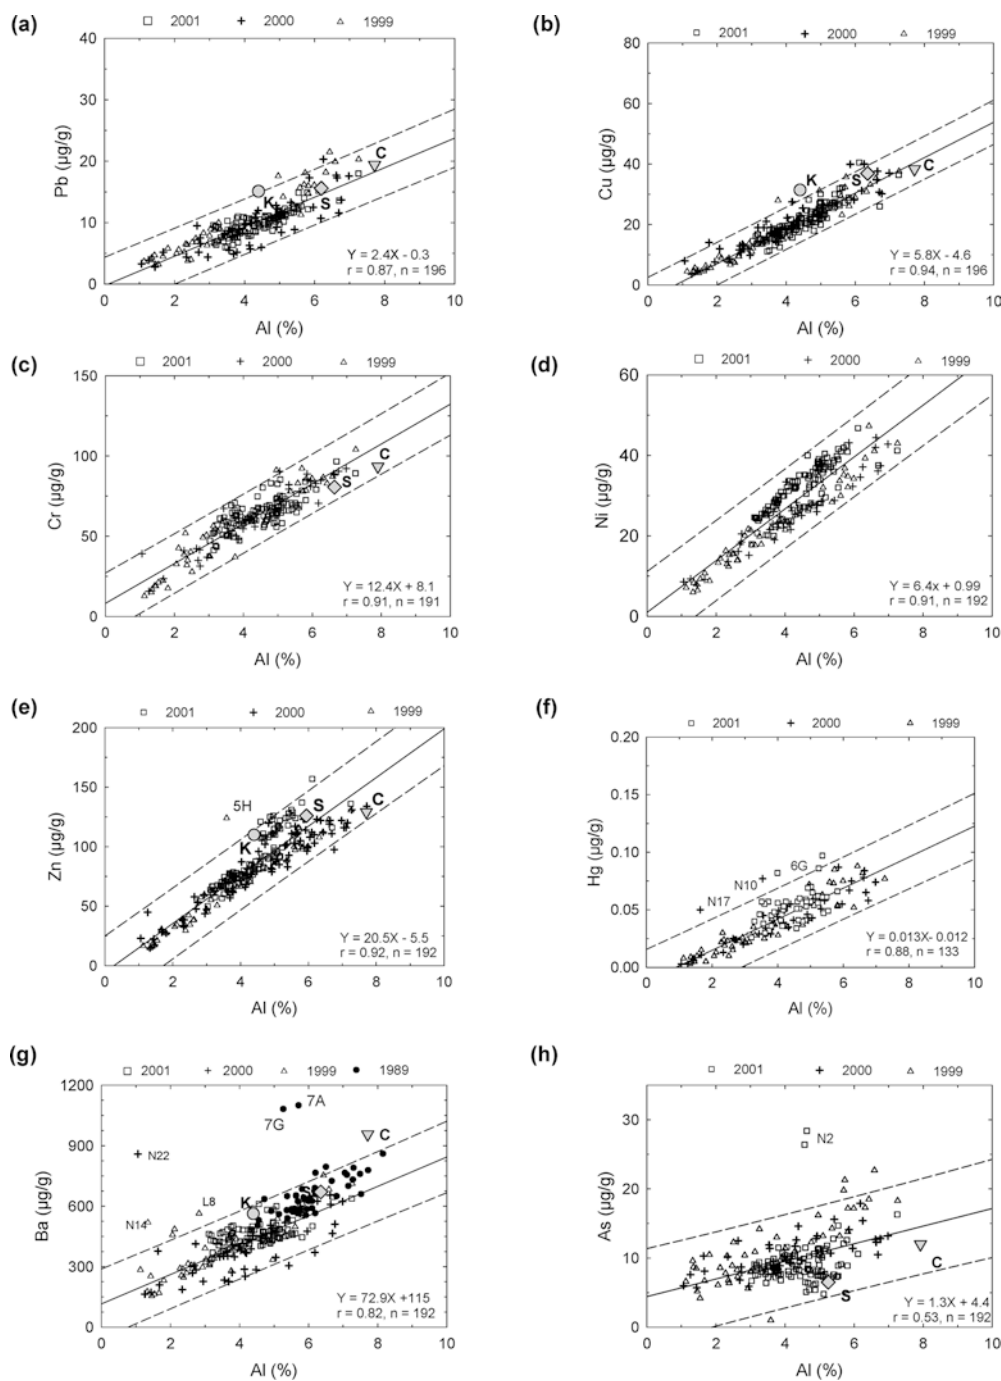 (a)
2001 2000 1999
40
30
20
10
0
Pb (µg/g)
K
S
C
Y = 2.4X - 0.3
r = 0.87, n = 196
0 2 4 6 8 10
Al (%)
(b)
2001 2000 1999
80
60
40
20
0
Cu (µg/g)
K
S
C
Y = 5.8X - 4.6
r = 0.94, n = 196
0 2 4 6 8 10
Al (%)
(c)
2001 2000 1999
150
100
50
0
Cr (µg/g)
C
S
Y = 12.4X + 8.1
r = 0.91, n = 191
0 2 4 6 8 10
Al (%)
(d)
2001 2000 1999
60
40
20
0
Ni (µg/g)
Y = 6.4x + 0.99
r = 0.91, n = 192
0 2 4 6 8 10
Al (%)
(e)
2001 2000 1999
200
150
100
50
0
Zn (µg/g)
5H
S
C
K
Y = 20.5X - 5.5
r = 0.92, n = 192
0 2 4 6 8 10
Al (%)
(f)
2001 2000 1999
0.20
0.15
0.10
0.05
0.00
Hg (µg/g)
6G
N10
N17
Y = 0.013X- 0.012
r = 0.88, n = 133
0 2 4 6 8 10
Al (%)
(g)
2001 2000 1999 1989
1200
900
600
300
0
Ba (µg/g)
7A
7G
C
N22
L8
K
N14
Y = 72.9X +115
r = 0.82, n = 192
0 2 4 6 8 10
Al (%)
(h)
2001 2000 1999
30
20
10
0
As (µg/g)
N2
C
S
Y = 1.3X + 4.4
r = 0.53, n = 192
0 2 4 6 8 10
Al (%)